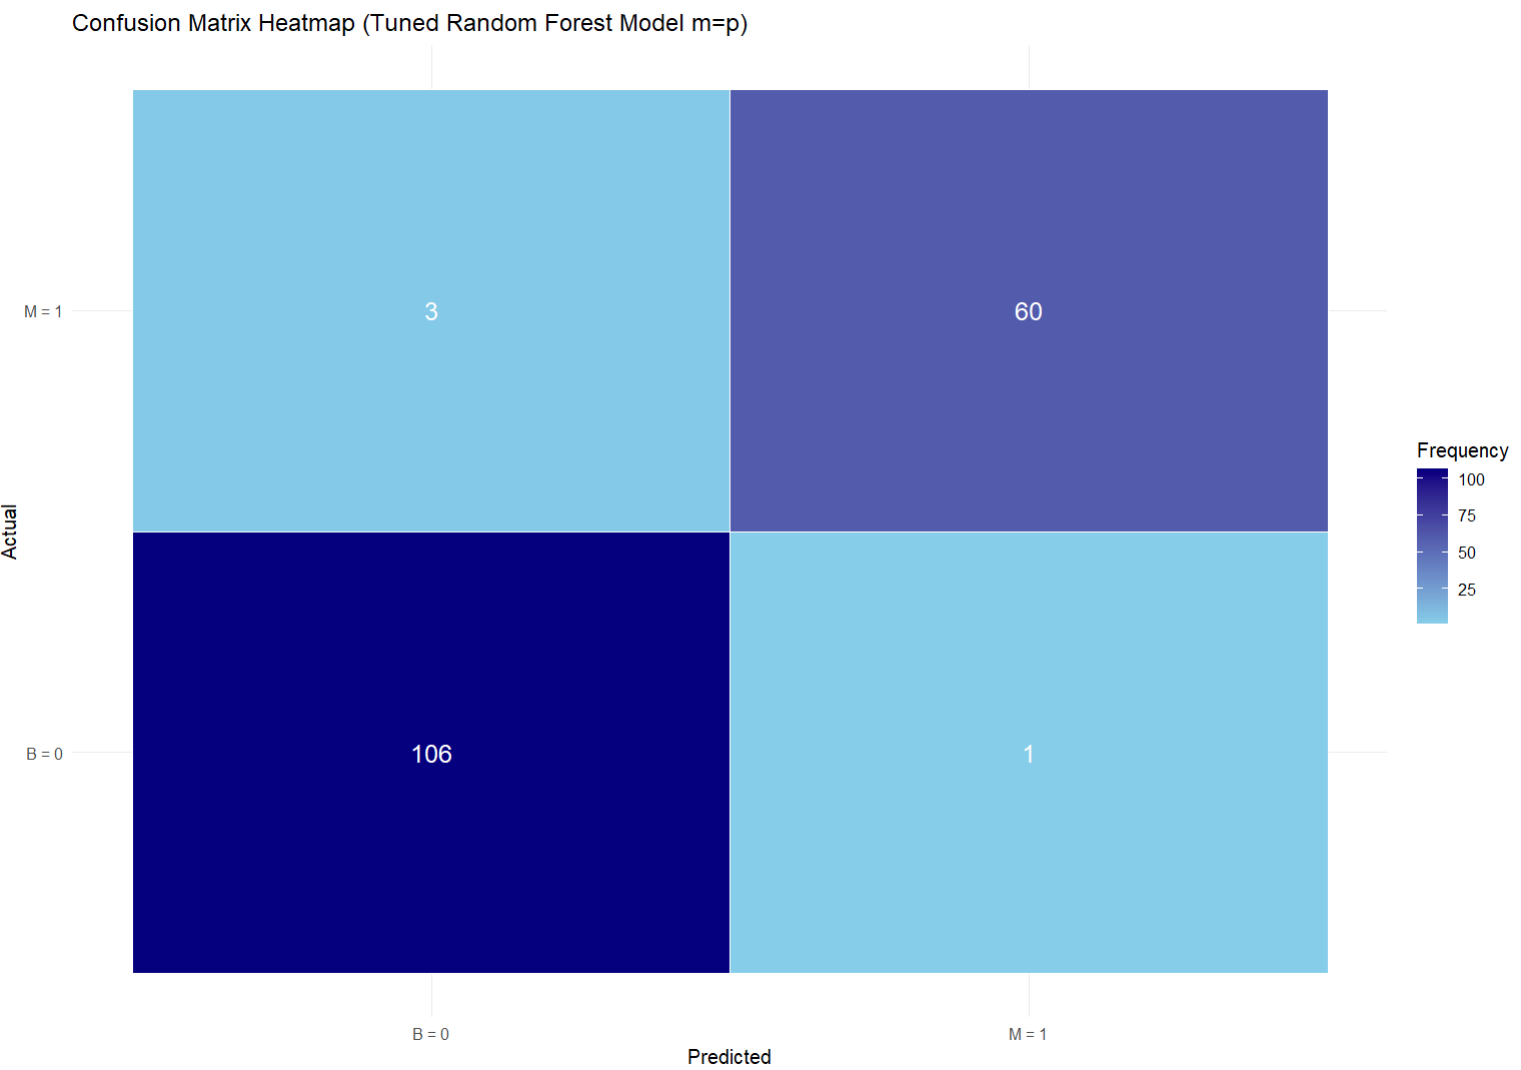 Confusion Matrix Heatmap (Tuned Random Forest Model m=p)
M = 1
3
60
B = 0
106
1
Actual
B = 0
M = 1
Predicted
Frequency
100
75
50
25